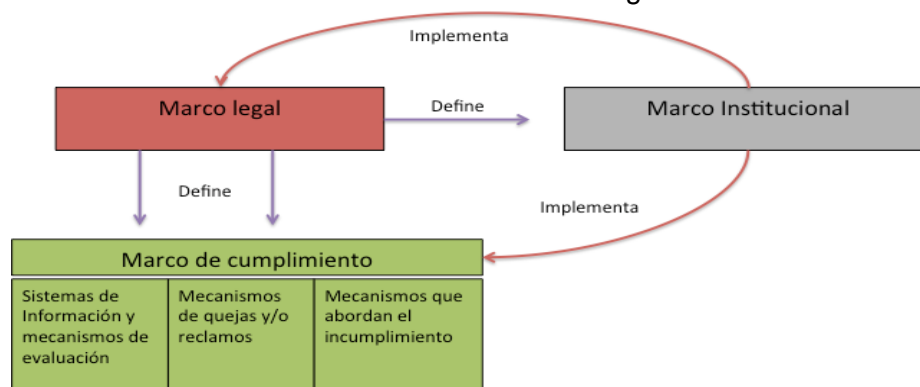 Implementa
Marco legal
Define
Marco Institucional
Define
Implementa
Marco de cumplimiento
Sistemas de
Información y
mecanismos de
evaluación
Mecanismos
de quejas y/o
reclamos
Mecanismos que
abordan el
incumplimiento